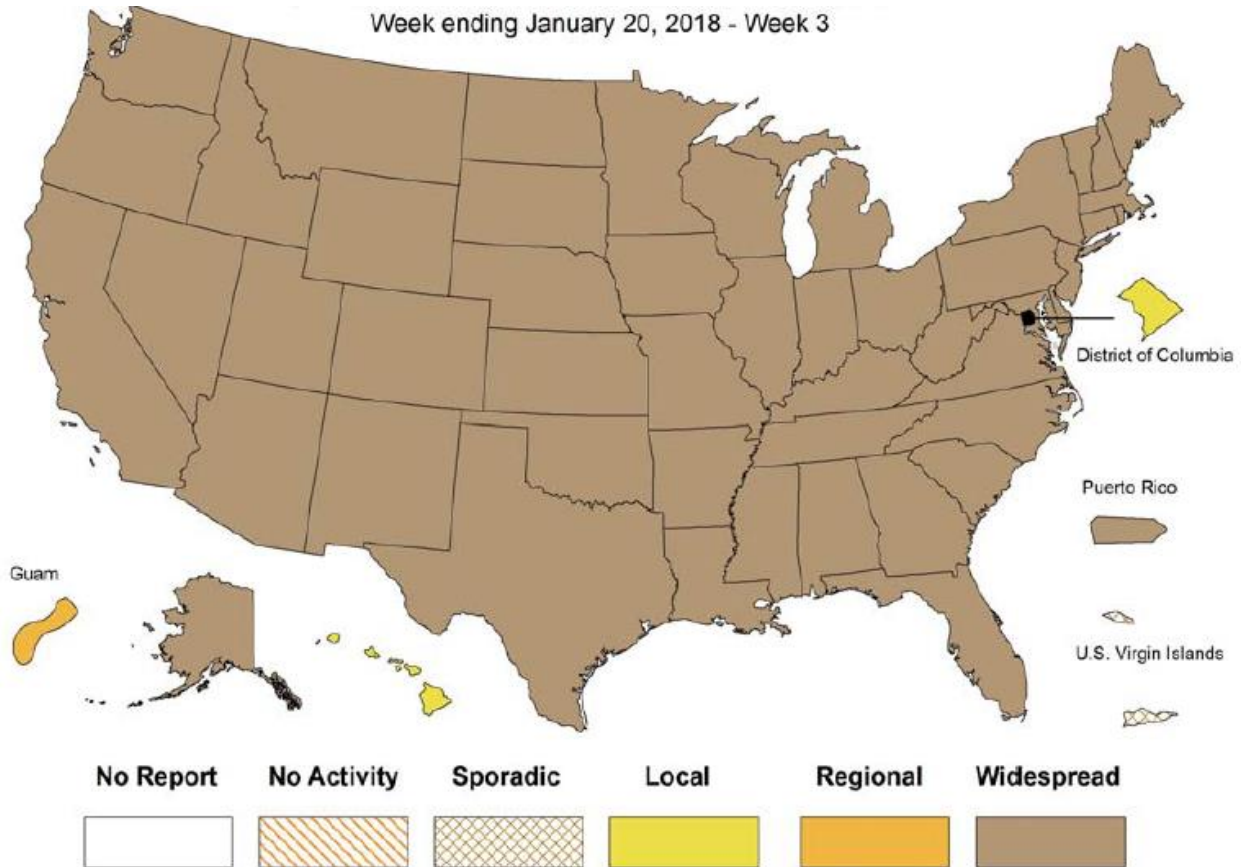 Week ending January 20, 2018 - Week 3
District of Columbia
Puerto Rico
Guam
U.S. Virgin Islands
No Report No Activity Sporadic Local Regional Widespread